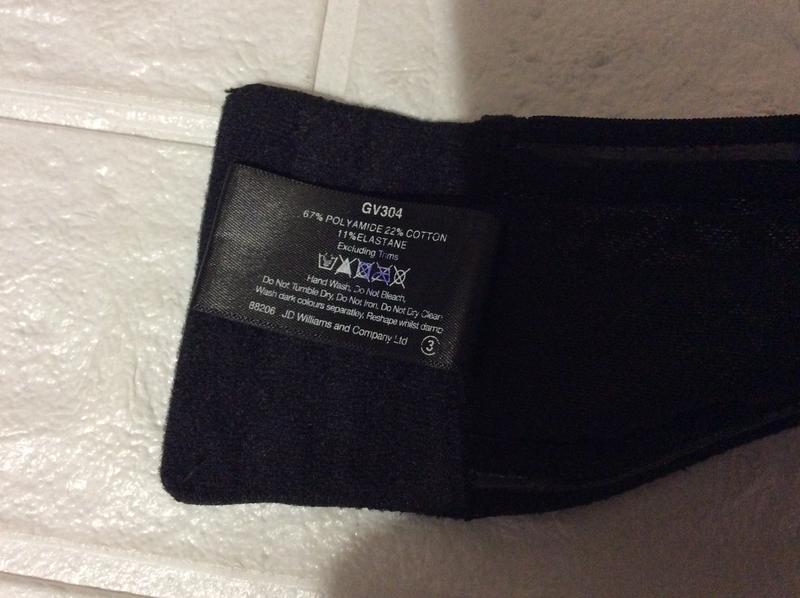 GV304
67% POLYAMIDE 22% COTTON
11%ELASTANE
Excluding Trims
Hand Wash, Do Not Bleach,
Do Not Tumble Dry, Do Not Iron, Do Not Dry Clean
Wash dark colours separatley. Reshape whilst damp
88206 JD Williams and Company Ltd 3